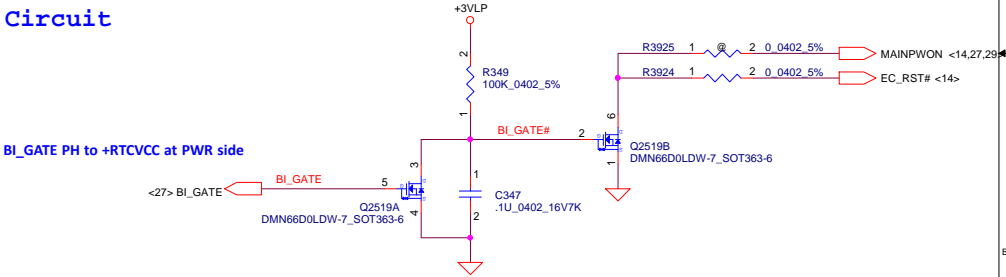 Circuit
+3VLP
2
R349
100K_0402_5%
1
R3925 1 @ 2 0_0402_5% MAINPWON <14,27,29>
R3924 1 2 0_0402_5% EC_RST# <14>
BI_GATE PH to +RTCVCC at PWR side
BI_GATE# 2
6
Q2519B
DMN66D0LDW-7_SOT363-6
1
<27> BI_GATE
BI_GATE 5
3
Q2519A
DMN66D0LDW-7_SOT363-6
4
1
C347
.1U_0402_16V7K
2